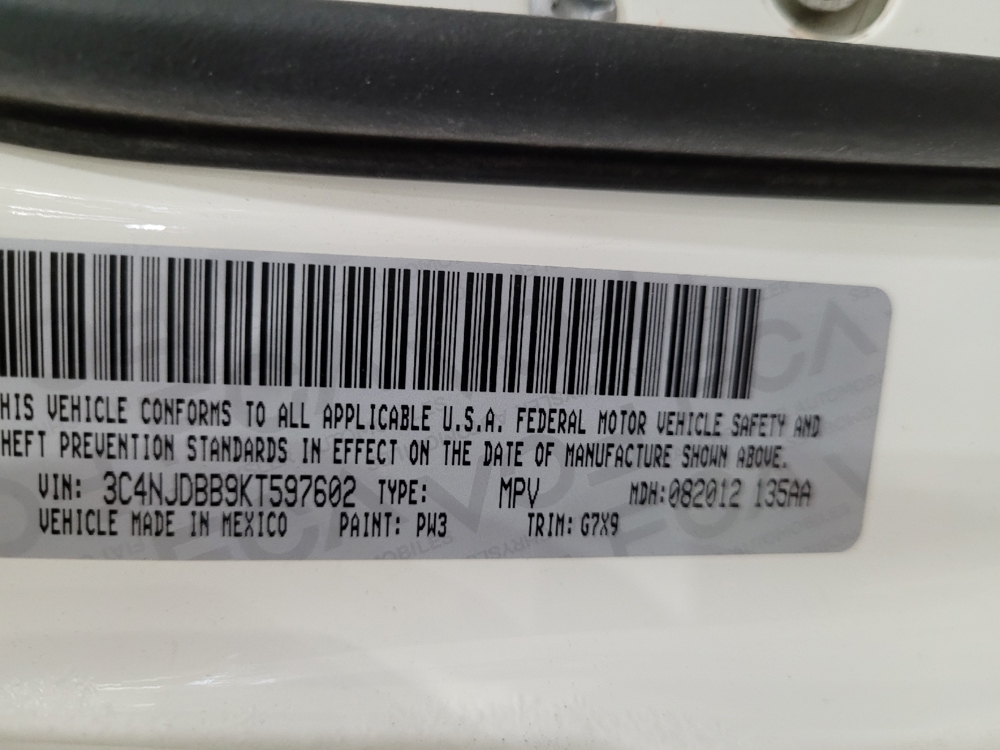 HIS VEHICLE CONFORMS TO ALL APPLICABLE U.S.A. FEDERAL MOTOR VEHICLE SAFETY AND
HEFT PREVENTION STANDARDS IN EFFECT ON THE DATE OF MANUFACTURE SHOWN ABOVE.
VIN: 3C4NJDBB9KT597602 TYPE: MPV MDH:082012 135AA
VEHICLE MADE IN MEXICO PAINT: PW3 TRIM: G7X9